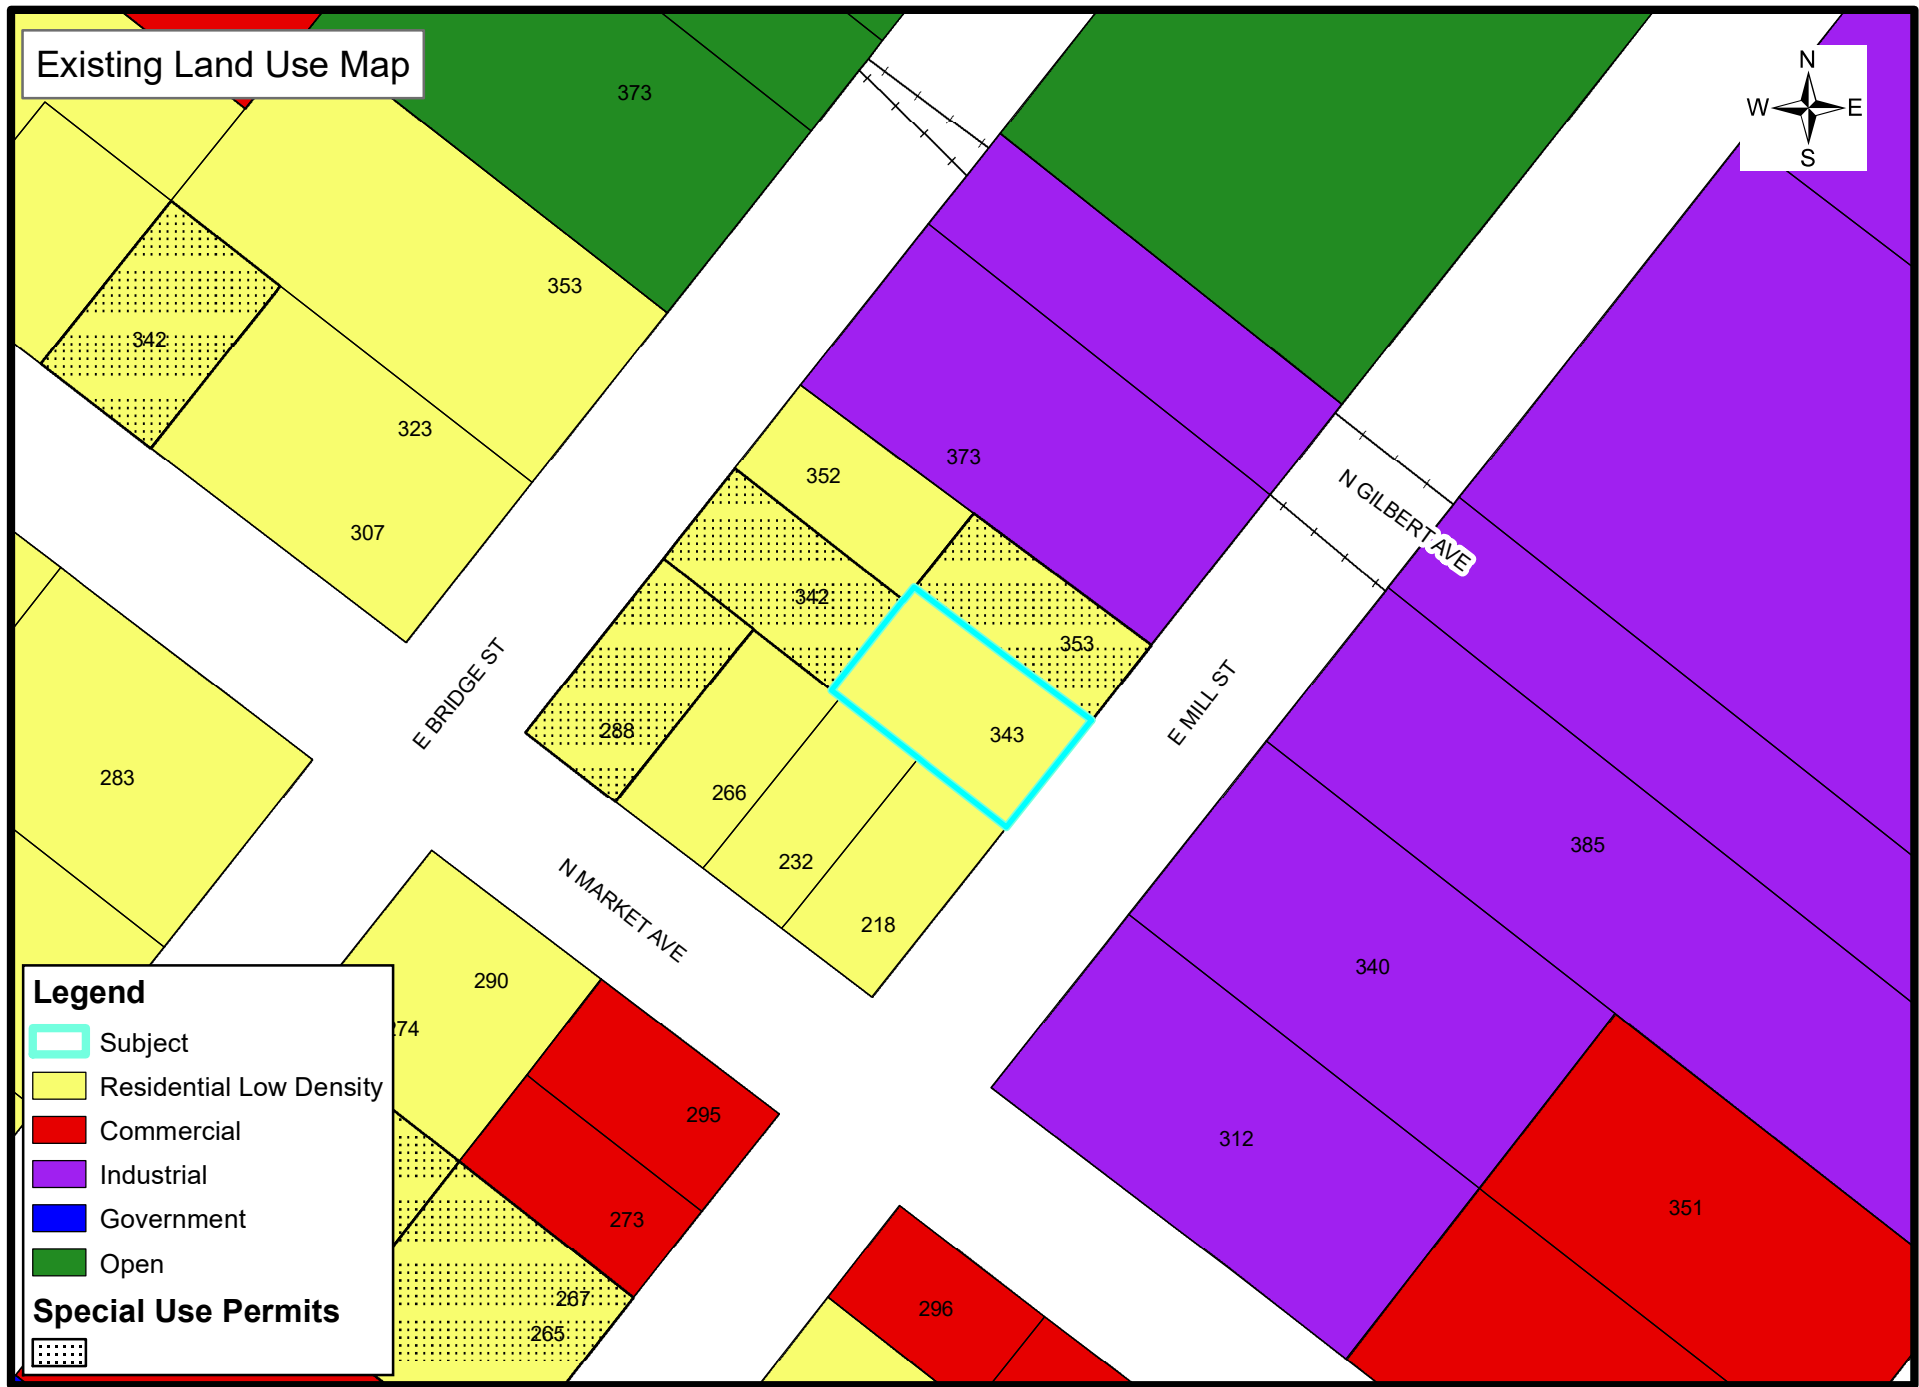 Existing Land Use Map
N
W E
S
373
353
342
323
307
352
373
342
353
343
288
266
232
218
283
290
274
295
273
267
265
296
385
340
312
351
E BRIDGE ST
N MARKET AVE
E MILL ST
N GILBERT AVE
Legend
Subject
Residential Low Density
Commercial
Industrial
Government
Open
Special Use Permits